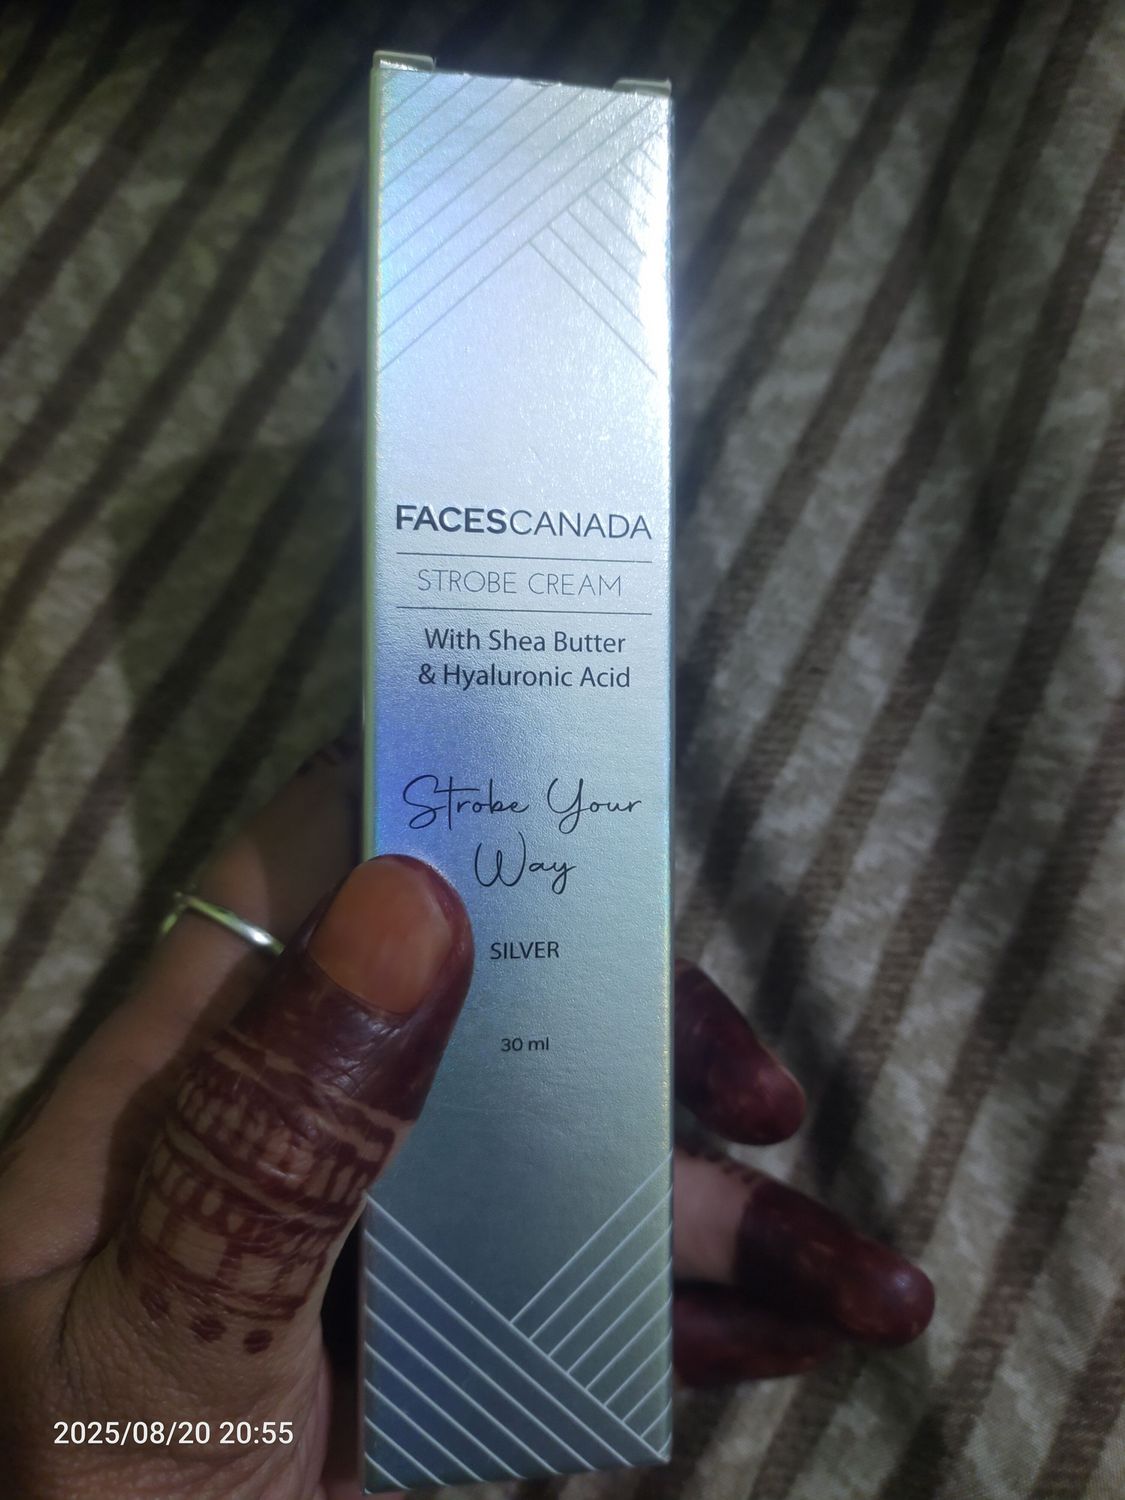 FACESCANADA
STROBE CREAM
With Shea Butter
& Hyaluronic Acid
Strobe Your
Way
SILVER
30 ml
2025/08/20 20:55